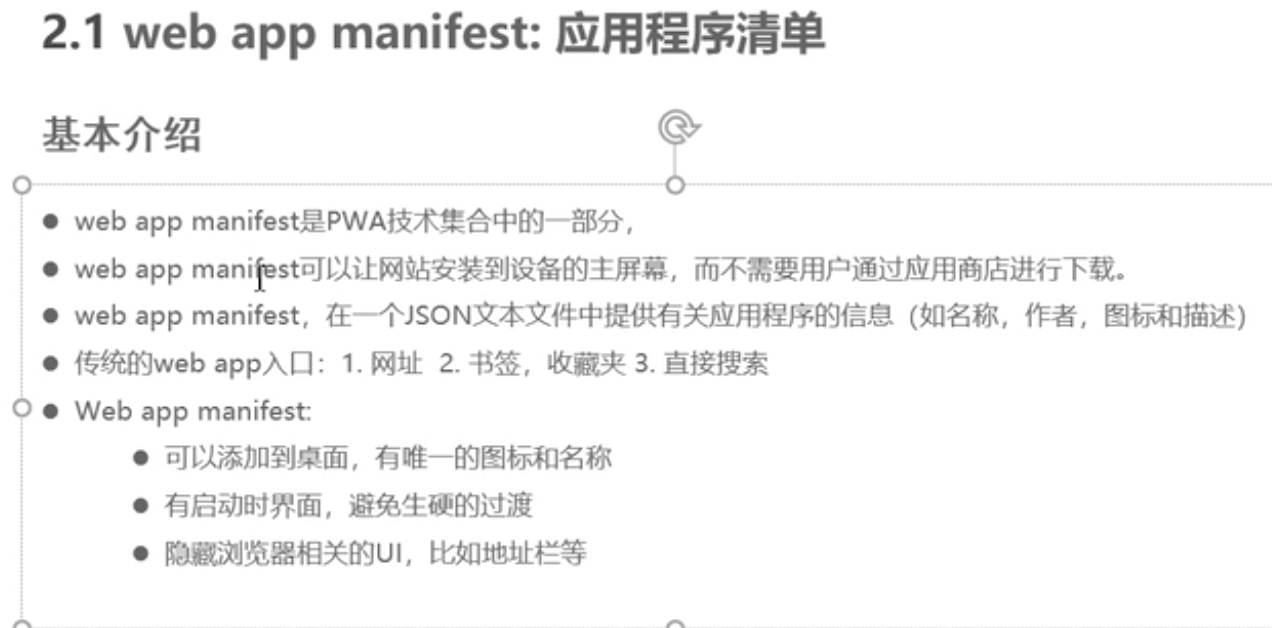 2.1 web app manifest: 应用程序清单
基本介绍
● web app manifest是PWA技术集合中的一部分，
● web app manifest可以让网站安装到设备的主屏幕，而不需要用户通过应用商店进行下载。
● web app manifest，在一个JSON文本文件中提供有关应用程序的信息（如名称，作者，图标和描述）
● 传统的web app入口：1. 网址 2. 书签，收藏夹 3. 直接搜索
● Web app manifest:
● 可以添加到桌面，有唯一的图标和名称
● 有启动时界面，避免生硬的过渡
● 隐藏浏览器相关的UI，比如地址栏等